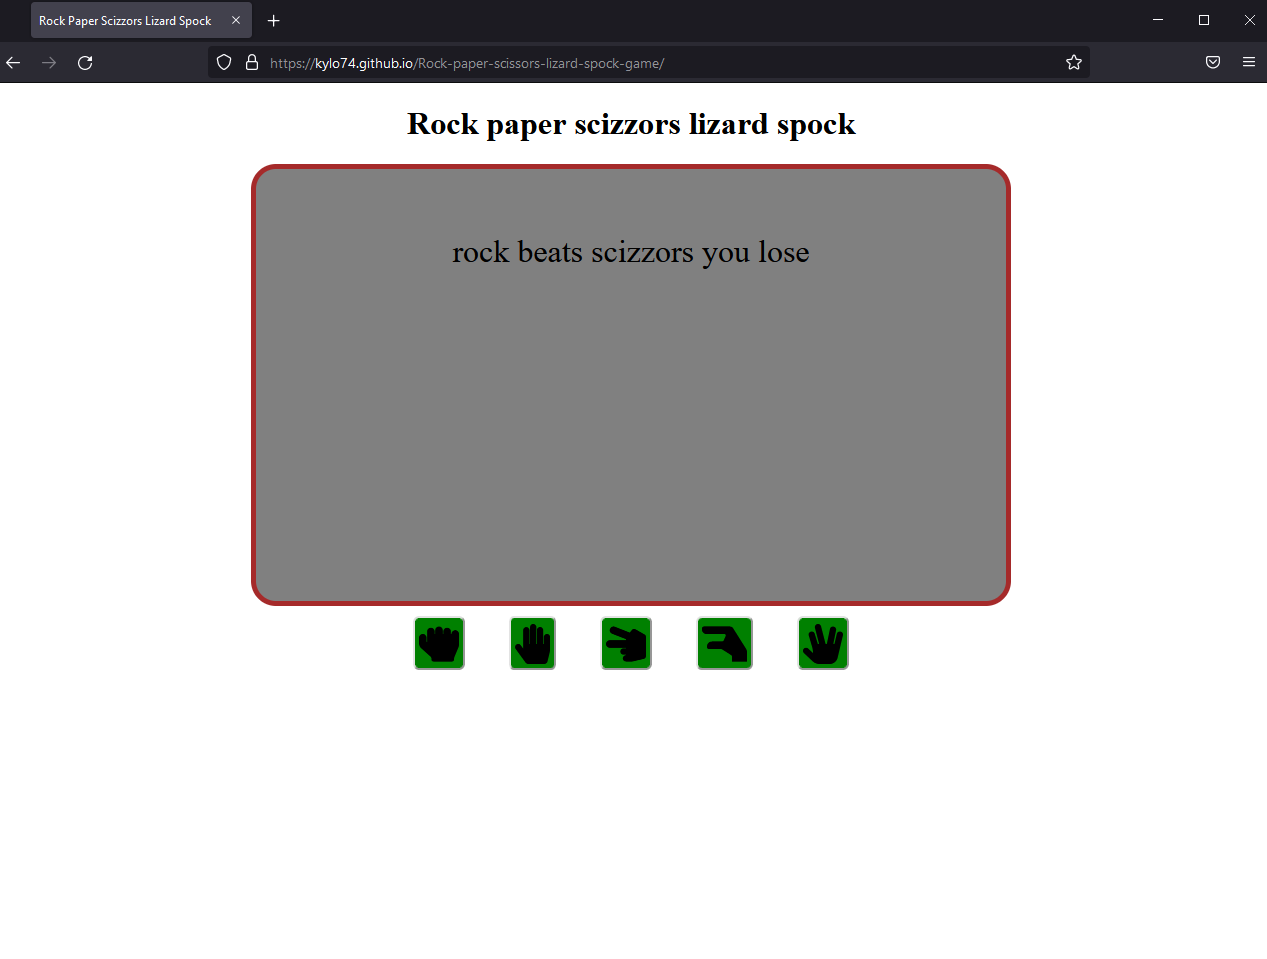 Rock Paper Scizzors Lizard Spock
https://kylo74.github.io/Rock-paper-scissors-lizard-spock-game/
Rock paper scizzors lizard spock
rock beats scizzors you lose